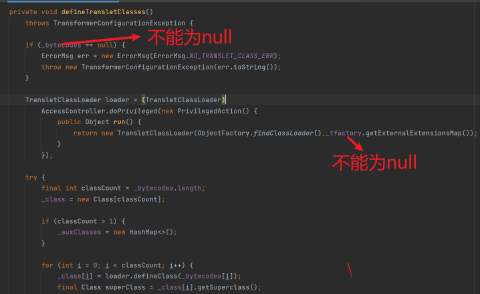 private void defineTransletClasses()
throws TransformerConfigurationException {
if (_bytecodes == null) {
不能为null
ErrorMsg err = new ErrorMsg(ErrorMsg.NO_TRANSLET_CLASS_ERR);
throw new TransformerConfigurationException(err.toString());
}
TransletClassLoader loader = (TransletClassLoader)
AccessController.doPrivileged(new PrivilegedAction() {
public Object run() {
return new TransletClassLoader(ObjectFactory.findClassLoader(),_tfactory.getExternalExtensionsMap());
}
不能为null
});
try {
final int classCount = _bytecodes.length;
_class = new Class[classCount];
if (classCount > 1) {
_auxClasses = new HashMap<>();
}
for (int i = 0; i < classCount; i++) {
_class[i] = loader.defineClass(_bytecodes[i]);
final Class superClass = _class[i].getSuperclass();